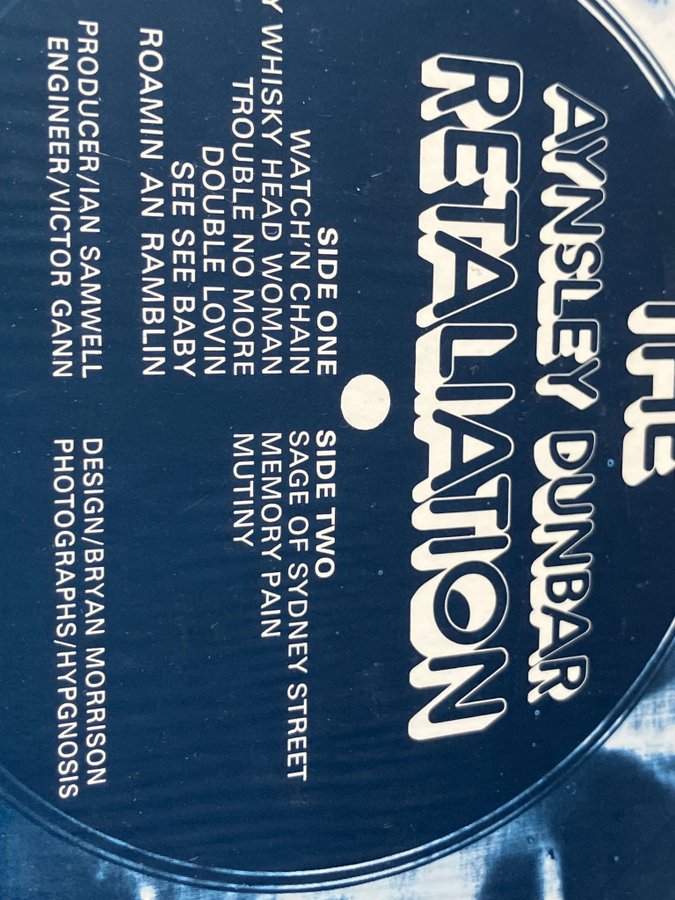 THE
AYNSLEY DUNBAR
RETALIATION
SIDE ONE
WATCH'N CHAIN
Y WHISKY HEAD WOMAN
TROUBLE NO MORE
DOUBLE LOVIN
SEE SEE BABY
ROAMIN AN RAMBLIN
SIDE TWO
SAGE OF SYDNEY STREET
MEMORY PAIN
MUTINY
PRODUCER/IAN SAMWELL
ENGINEER/VICTOR GANN
DESIGN/BRYAN MORRISON
PHOTOGRAPHS/HYPGNOSIS